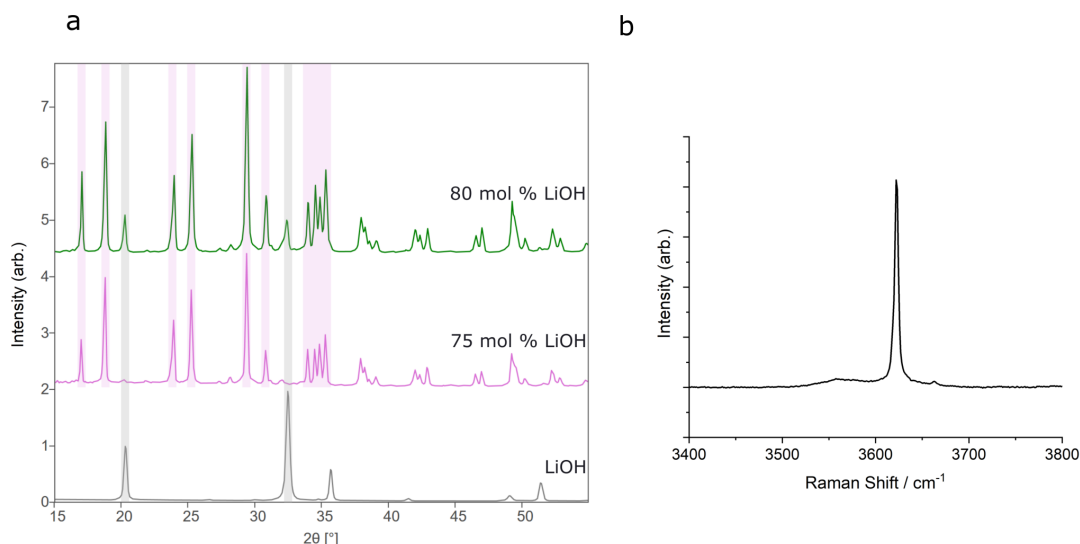 a
Intensity (arb.)
7
6
5
4
3
2
1
0
80 mol % LiOH
75 mol % LiOH
LiOH
15 20 25 30 35 40 45 50
2θ [°]
b
Intensity (arb.)
3400 3500 3600 3700 3800
Raman Shift / cm⁻¹